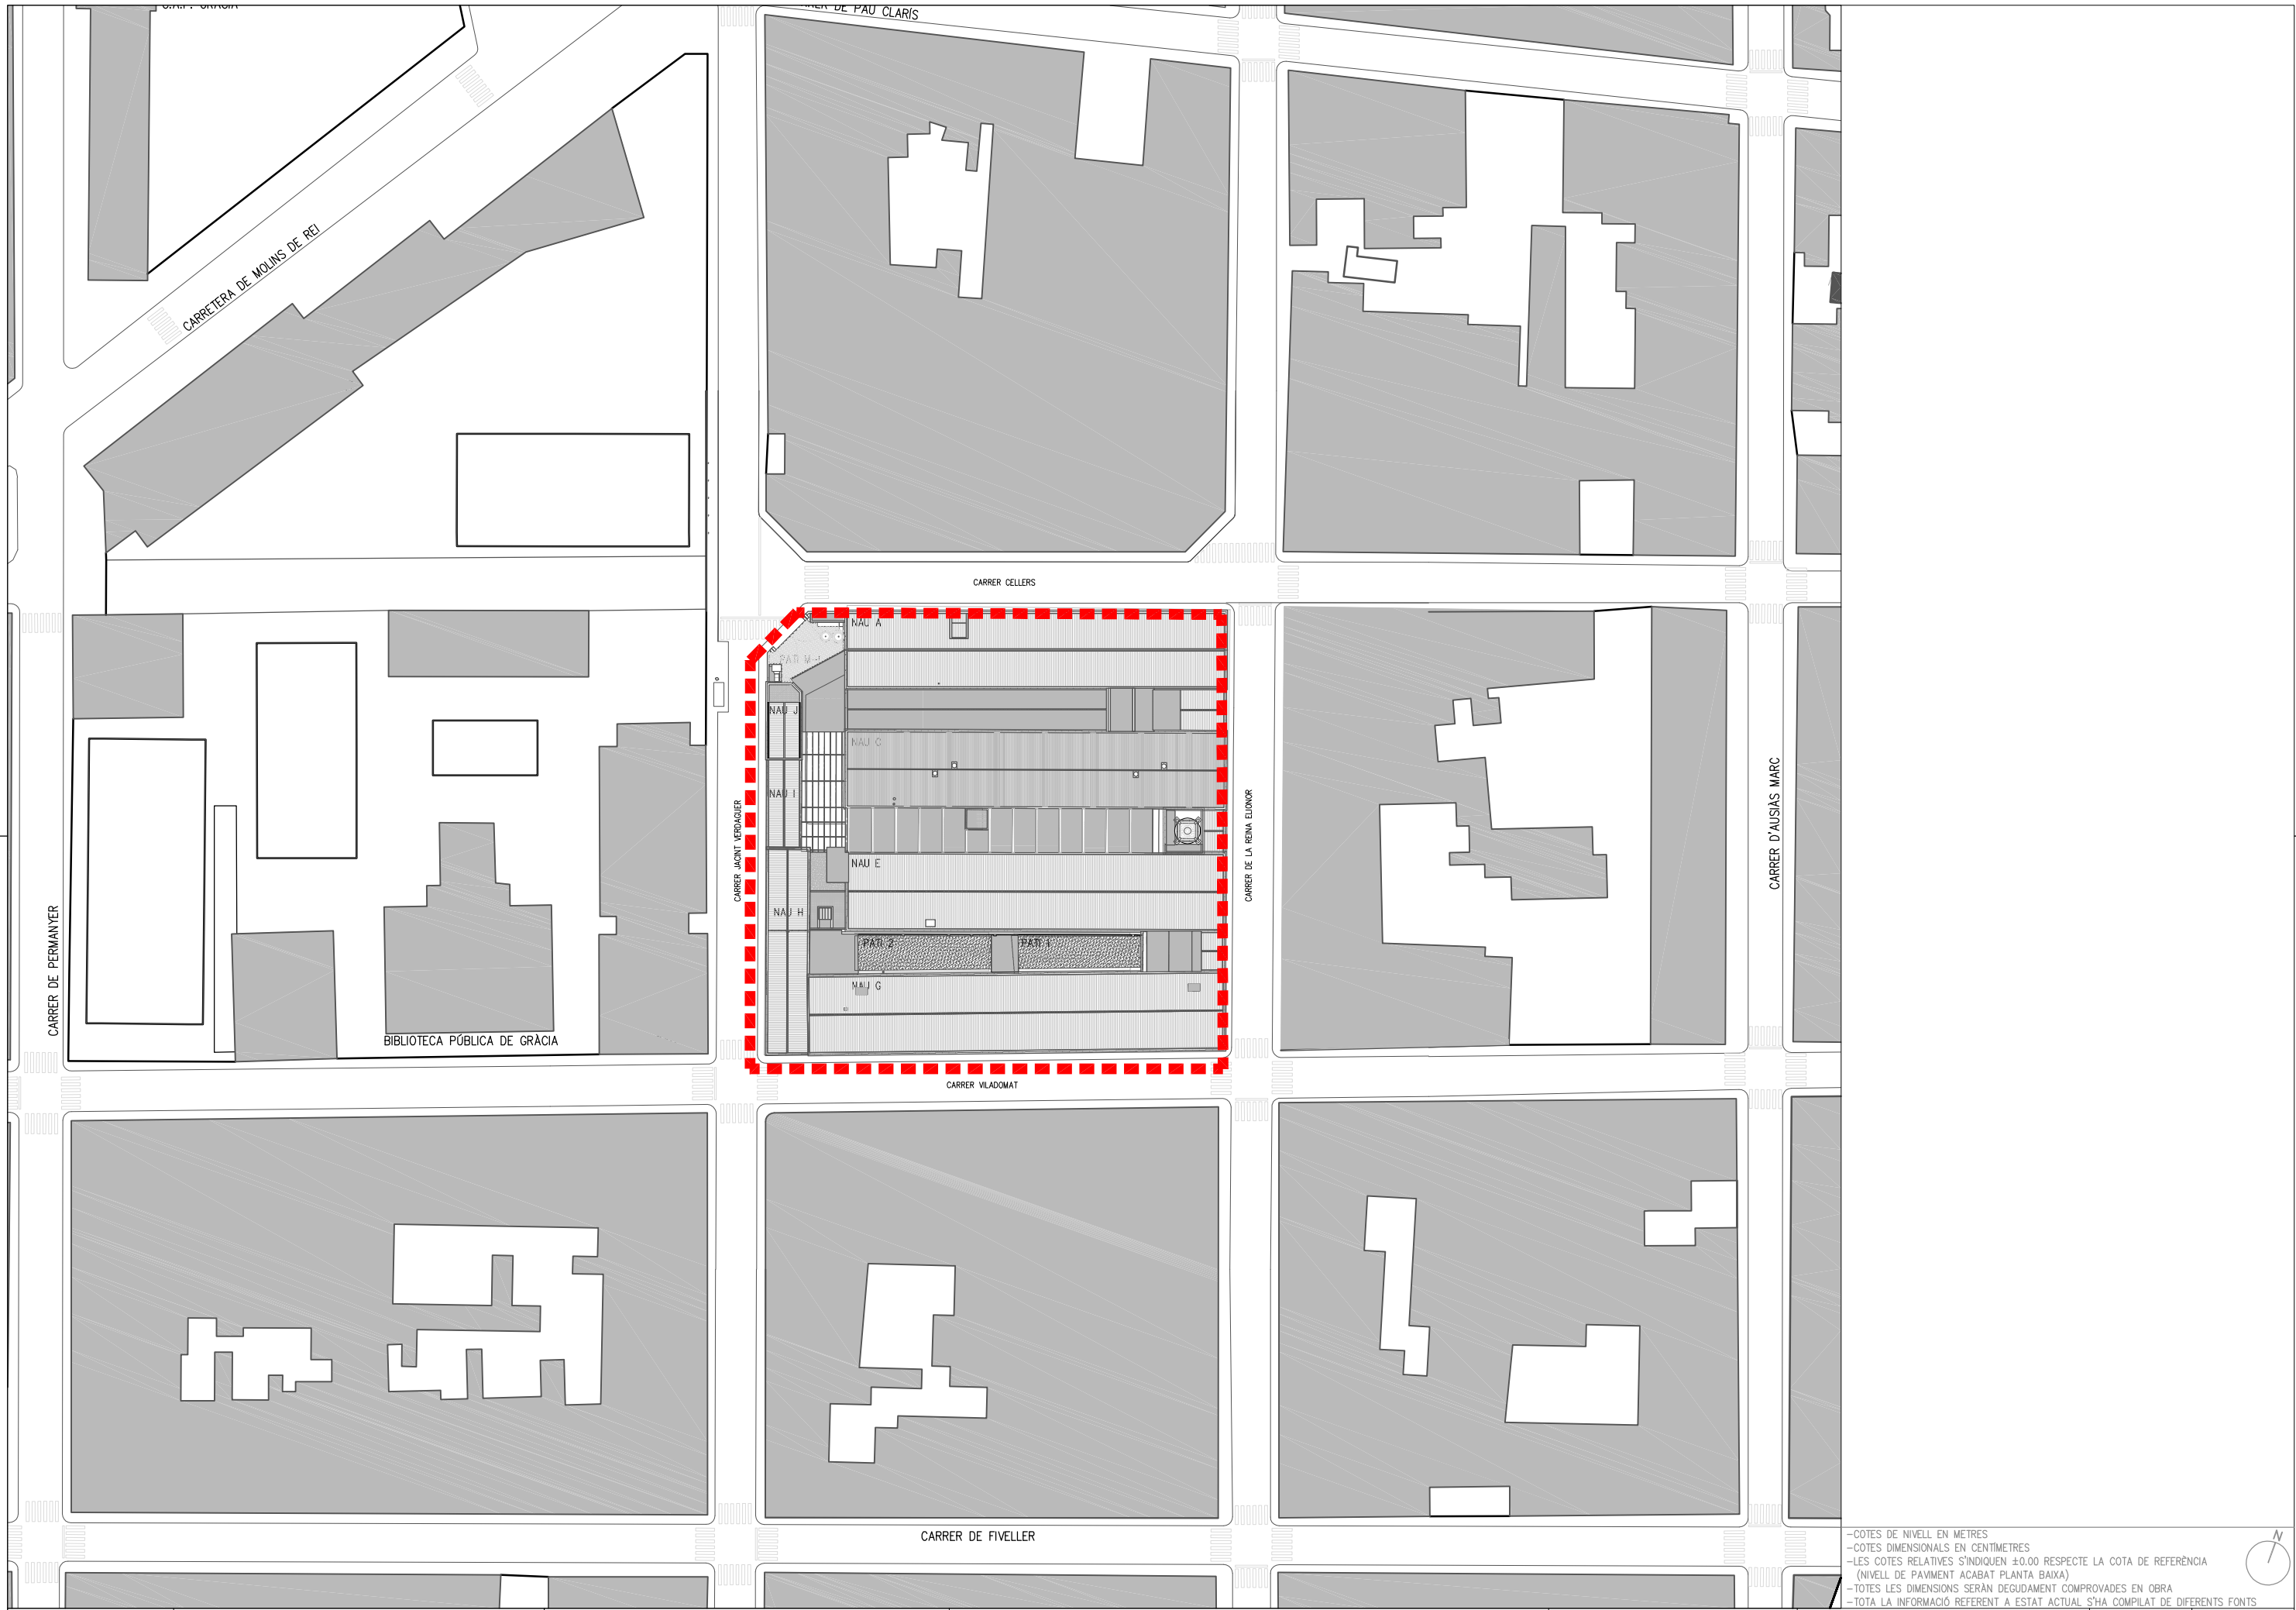 CARRETERA DE MOLINS DE REI
CARRER CELLERS
NAU A
PATI M-I
NAU J
NAU C
NAU I
CARRER JACINT VERDAGUER
CARRER DE LA REINA ELIONOR
CARRER D'AUSIÀS MARC
NAU E
NAU H
CARRER DE PERMANYER
PATI 2
PATI 1
NAU G
BIBLIOTECA PÚBLICA DE GRÀCIA
CARRER VILADOMAT
CARRER DE FIVELLER
-COTES DE NIVELL EN METRES
-COTES DIMENSIONALS EN CENTÍMETRES
-LES COTES RELATIVES S'INDIQUEN ±0.00 RESPECTE LA COTA DE REFERÈNCIA
(NIVELL DE PAVIMENT ACABAT PLANTA BAIXA)
-TOTES LES DIMENSIONS SERÀN DEGUDAMENT COMPROVADES EN OBRA
-TOTA LA INFORMACIÓ REFERENT A ESTAT ACTUAL S'HA COMPILAT DE DIFERENTS FONTS
N